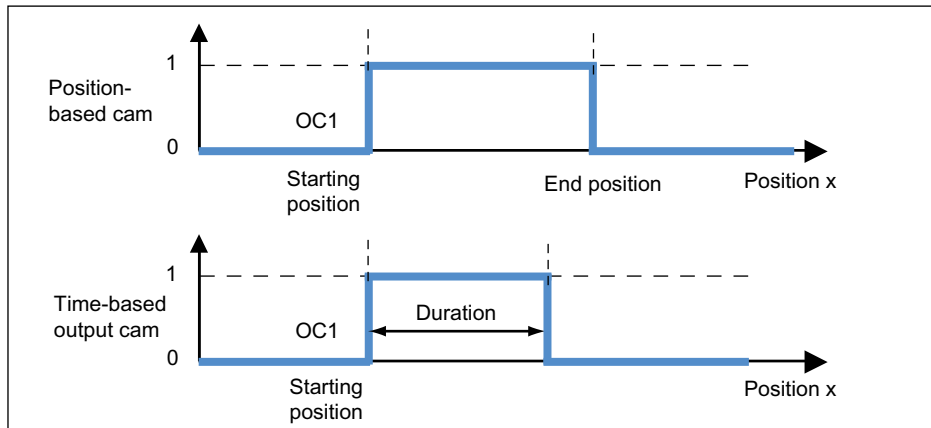 1
Position-
based cam
OC1
0
Starting
position
End position
Position x
1
Time-based
output cam
Duration
OC1
0
Starting
position
Position x